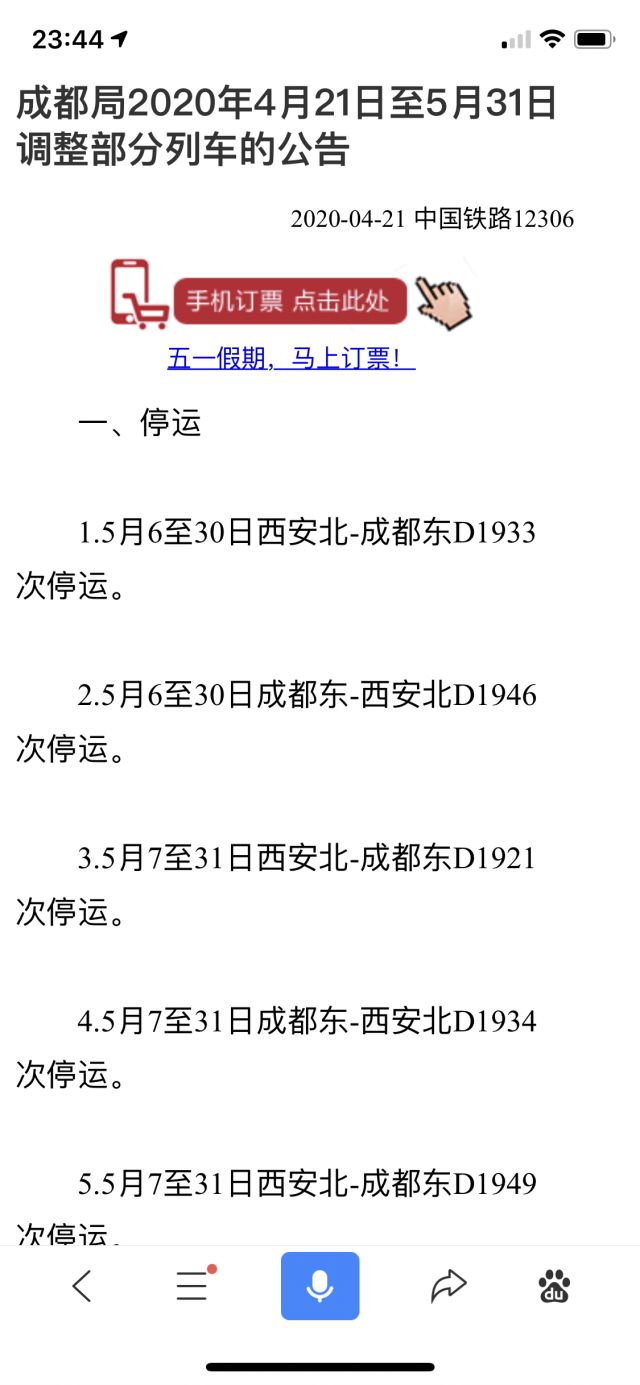 23:44
成都局2020年4月21日至5月31日
调整部分列车的公告
2020-04-21 中国铁路12306
手机订票 点击此处
五一假期，马上订票！
一、停运
1.5月6至30日西安北-成都东D1933
次停运。
2.5月6至30日成都东-西安北D1946
次停运。
3.5月7至31日西安北-成都东D1921
次停运。
4.5月7至31日成都东-西安北D1934
次停运。
5.5月7至31日西安北-成都东D1949
次停运。
du